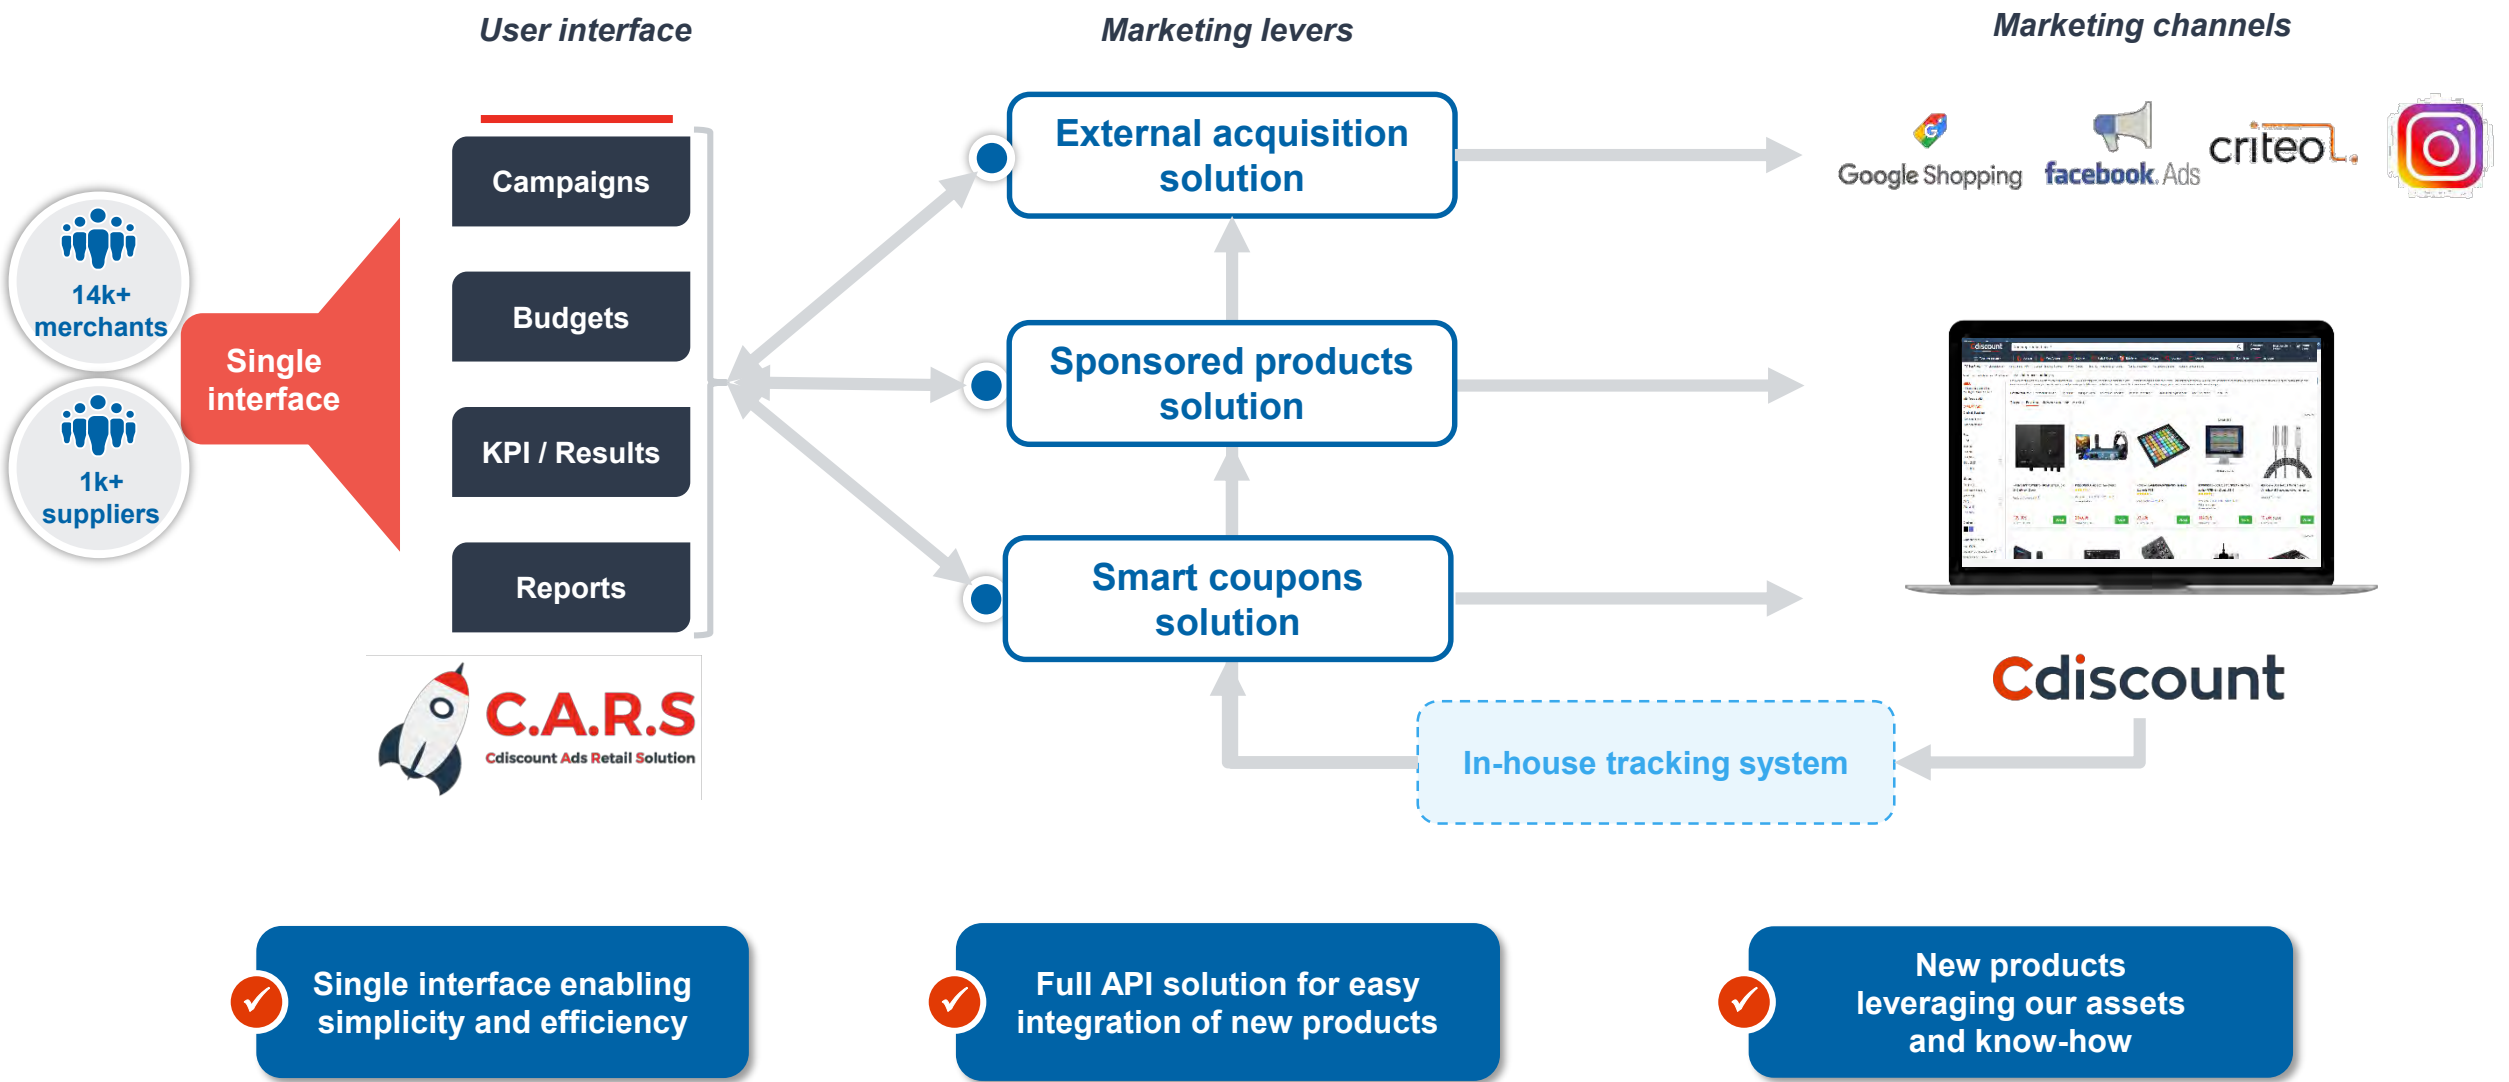 User interface
Marketing levers
Marketing channels
14k+
merchants
1k+
suppliers
Single
interface
Campaigns
Budgets
KPI / Results
Reports
C.A.R.S
Cdiscount Ads Retail Solution
External acquisition
solution
Sponsored products
solution
Smart coupons
solution
In-house tracking system
Google Shopping
facebook. Ads
criteo
Cdiscount
Cdiscount
Single interface enabling
simplicity and efficiency
Full API solution for easy
integration of new products
New products
leveraging our assets
and know-how